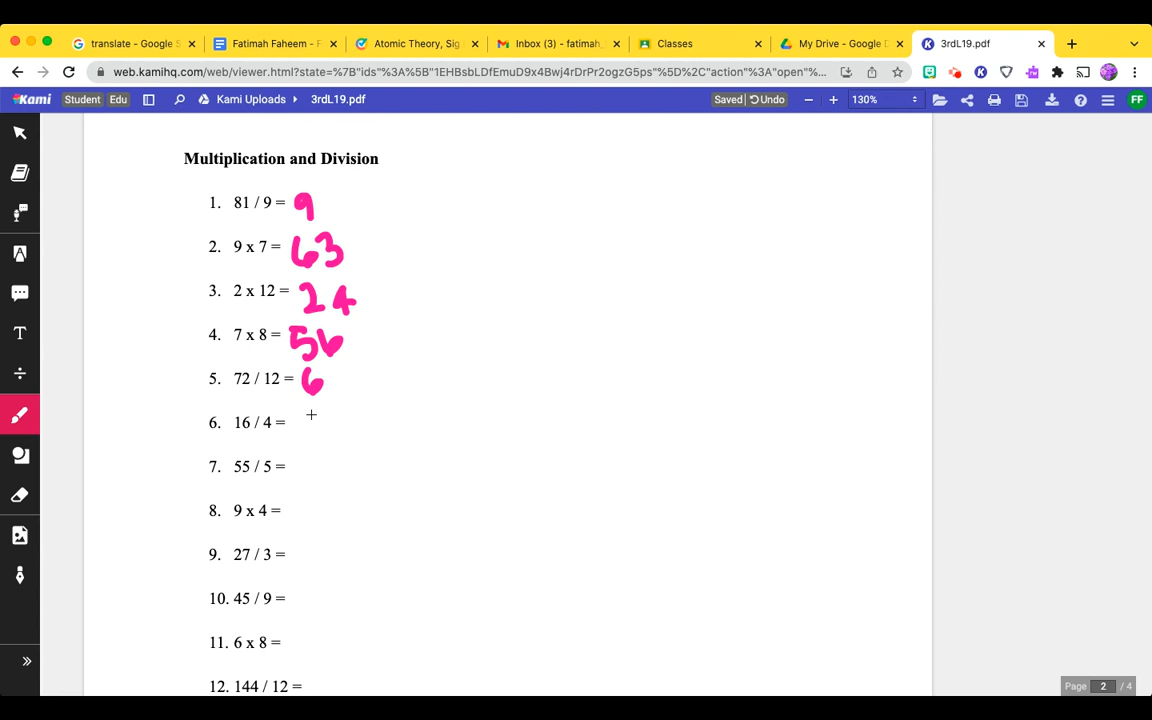 translate - Google S
Fatimah Faheem - F
Atomic Theory, Sig
Inbox (3) - fatimah_
Classes
My Drive - Google D
3rdL19.pdf
web.kamihq.com/web/viewer.html?state=%7B"ids"%3A%5B"1EHBsbLDfEmuD9x4Bwj4rDrPr2ogzG5ps"%5D%2C"action"%3A"open"%...
Kami Student Edu Kami Uploads 3rdL19.pdf Saved Undo 130% FF
Multiplication and Division
1. 81 / 9 = 9
2. 9 x 7 = 63
3. 2 x 12 = 24
4. 7 x 8 = 56
5. 72 / 12 = 6
6. 16 / 4 =
7. 55 / 5 =
8. 9 x 4 =
9. 27 / 3 =
10. 45 / 9 =
11. 6 x 8 =
12. 144 / 12 =
Page 2 / 4